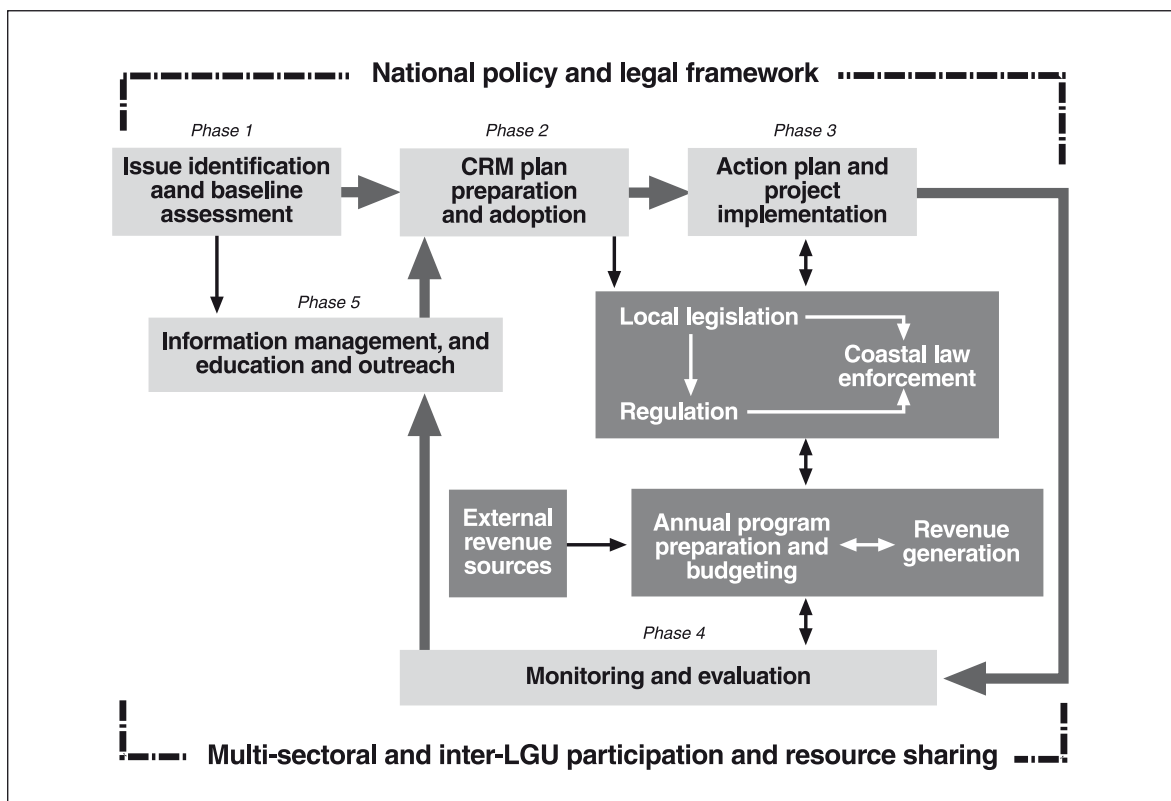 National policy and legal framework
Phase 1
Issue identification
aand baseline
assessment
Phase 2
CRM plan
preparation
and adoption
Phase 3
Action plan and
project
implementation
Phase 5
Information management, and
education and outreach
Local legislation
Coastal law
enforcement
Regulation
External
revenue
sources
Annual program
preparation and
budgeting
Revenue
generation
Phase 4
Monitoring and evaluation
Multi-sectoral and inter-LGU participation and resource sharing